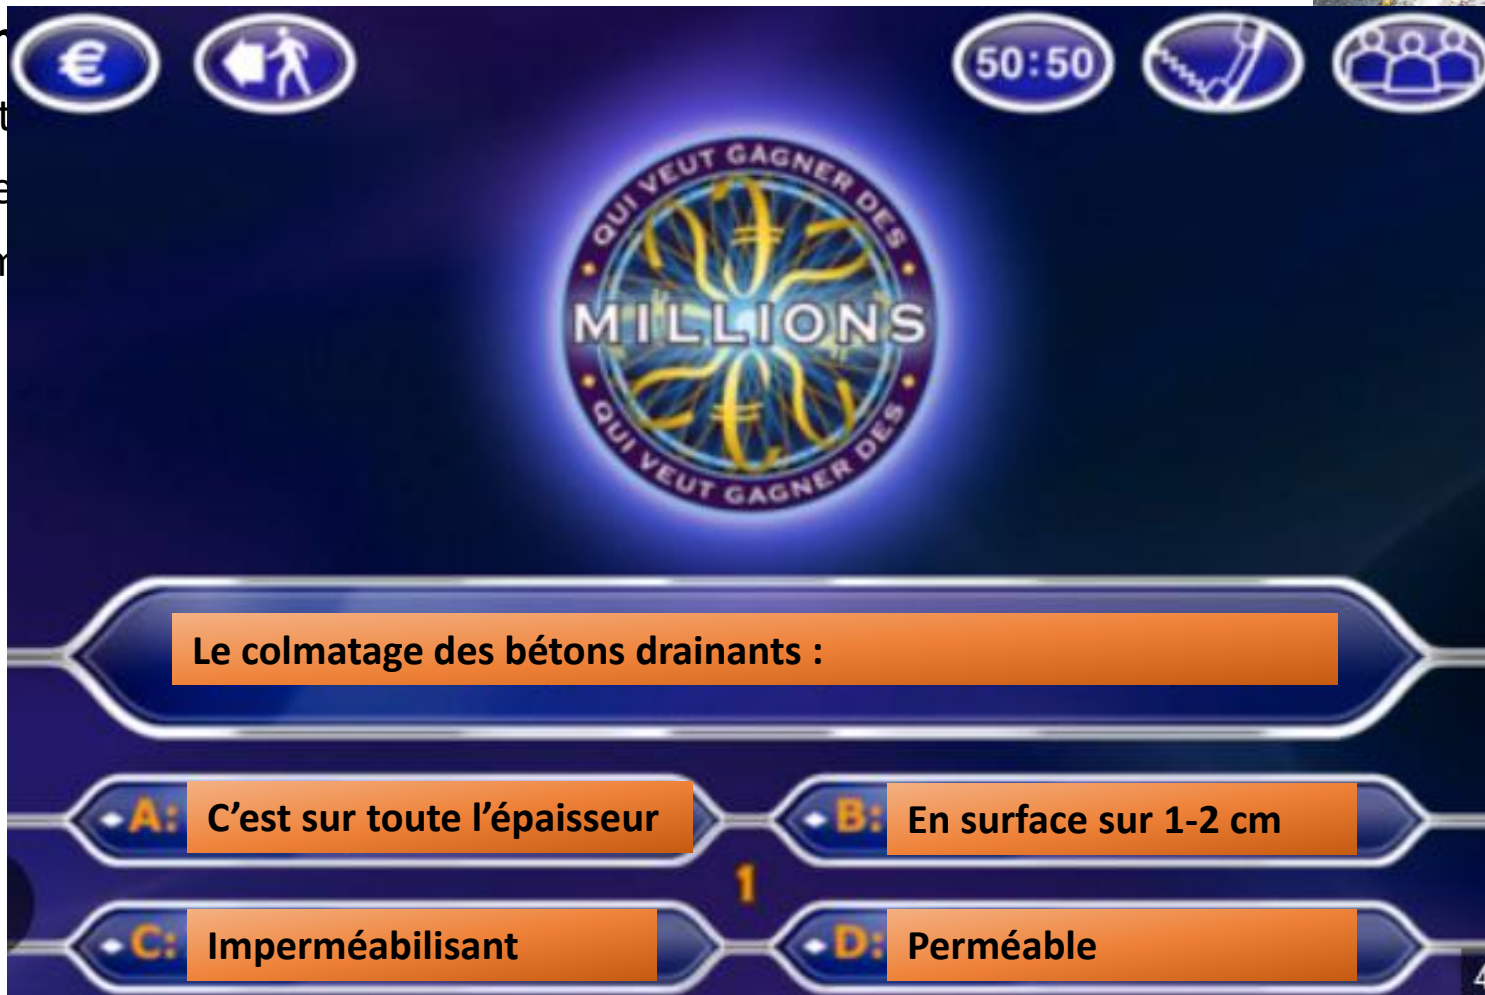 €
50:50
QUI VEUT GAGNER DES
MILLIONS
QUI VEUT GAGNER DES
Le colmatage des bétons drainants :
A: C’est sur toute l’épaisseur
B: En surface sur 1-2 cm
1
C: Imperméabilisant
D: Perméable